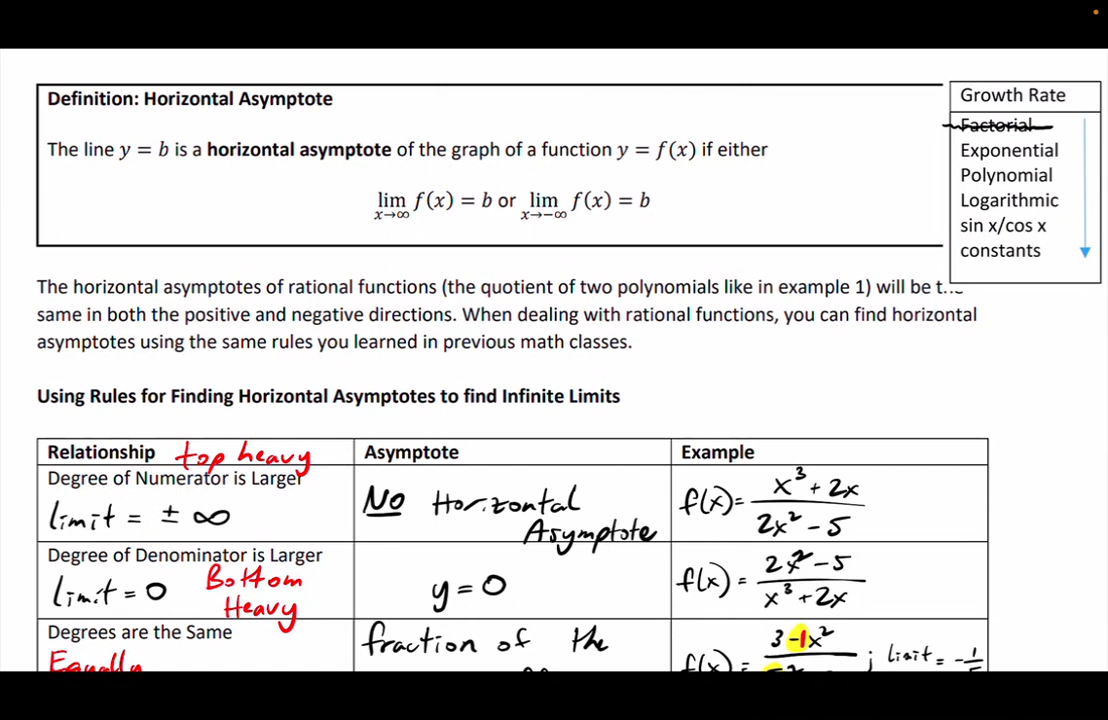 Definition: Horizontal Asymptote
The line y = b is a horizontal asymptote of the graph of a function y = f(x) if either
lim f(x) = b or lim f(x) = b
x→∞ x→−∞
Growth Rate
Factorial
Exponential
Polynomial
Logarithmic
sin x/cos x
constants
The horizontal asymptotes of rational functions (the quotient of two polynomials like in example 1) will be the
same in both the positive and negative directions. When dealing with rational functions, you can find horizontal
asymptotes using the same rules you learned in previous math classes.
Using Rules for Finding Horizontal Asymptotes to find Infinite Limits
Relationship top heavy
Asymptote
Example
Degree of Numerator is Larger
limit = ± ∞
No Horizontal
Asymptote
f(x) = x³ + 2x
2x² − 5
Degree of Denominator is Larger
limit = 0 Bottom
Heavy
y = 0
f(x) = 2x² − 5
x³ + 2x
Degrees are the Same
Equally
fraction of the
f(x) = 3 − 1x² ; limit = −1